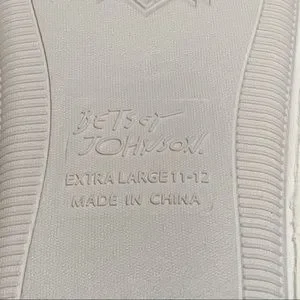 BETSEY
JOHNSON.
EXTRA LARGE 11-12
MADE IN CHINA